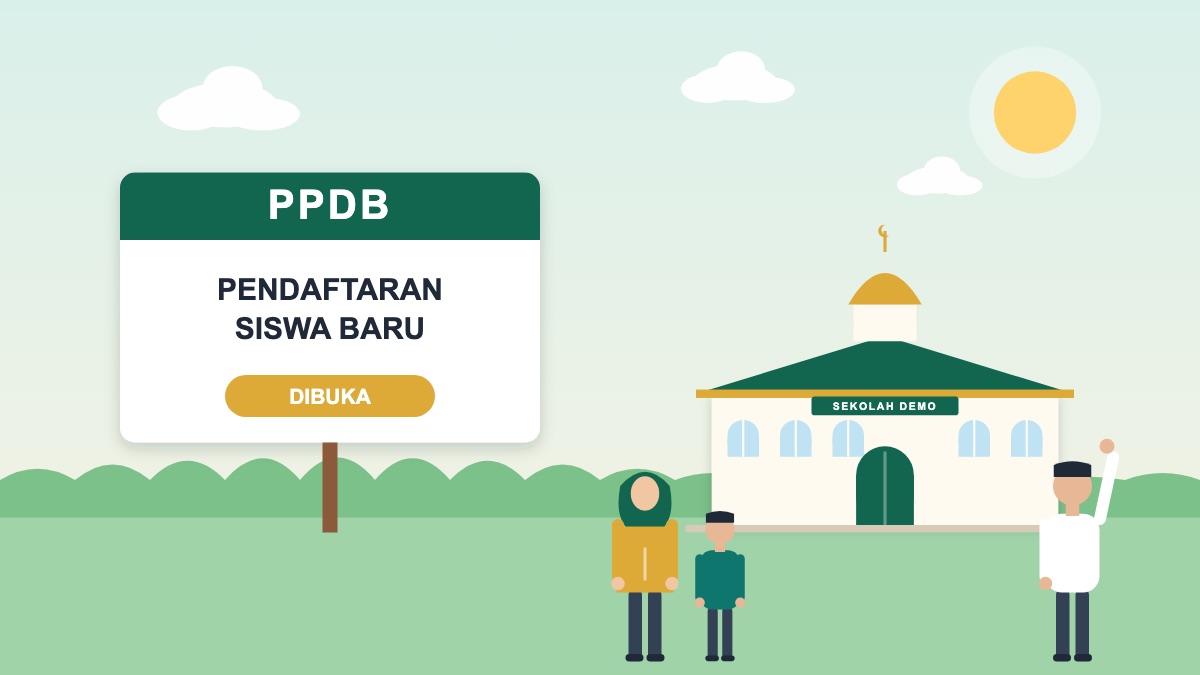 PPDB
PENDAFTARAN
SISWA BARU
DIBUKA
SEKOLAH DEMO